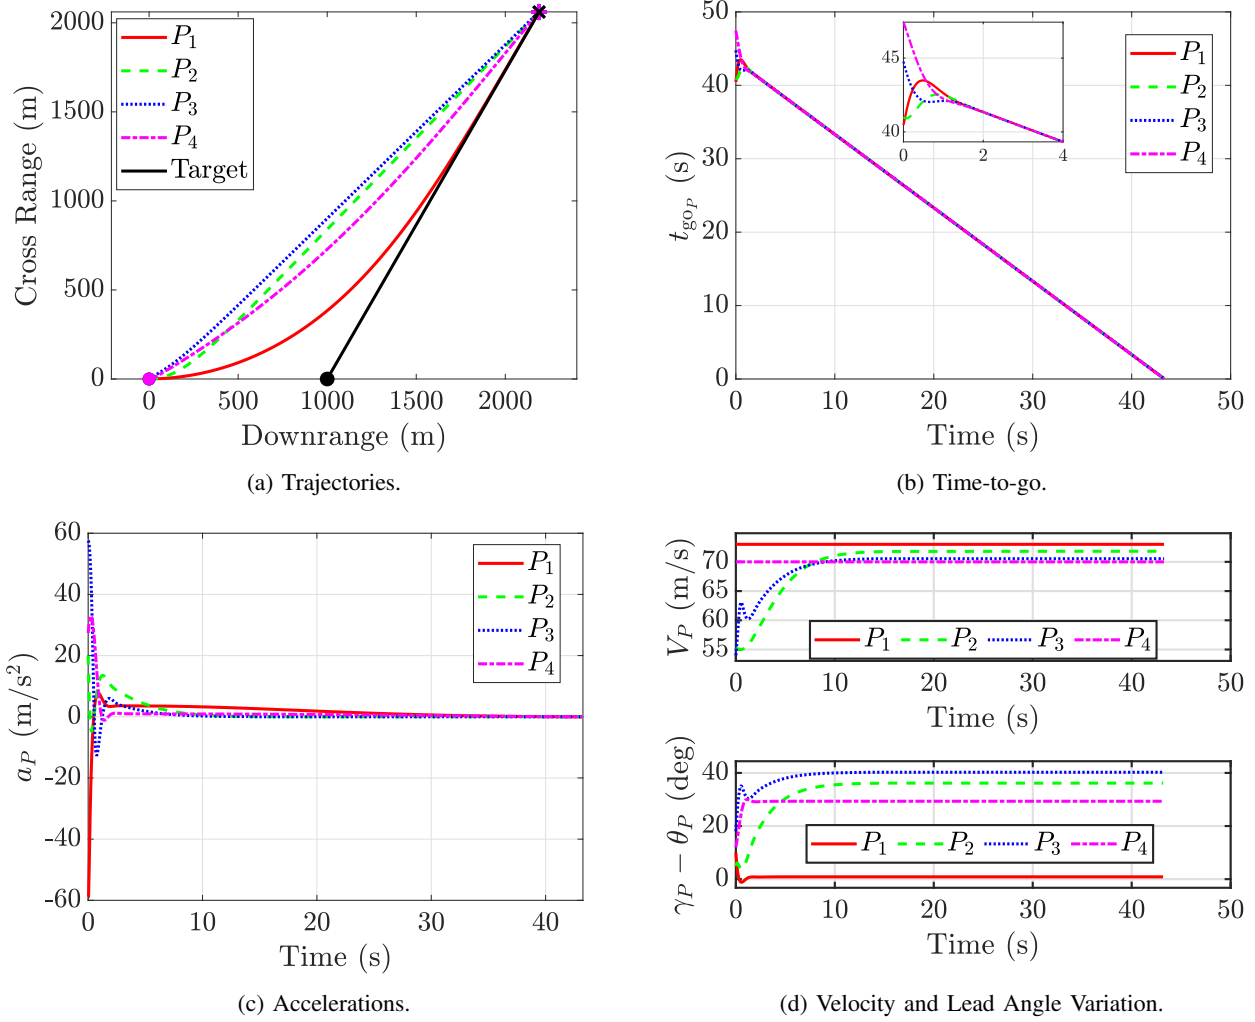 2000
1500
1000
500
0
Cross Range (m)
P1
P2
P3
P4
Target
0 500 1000 1500 2000
Downrange (m)
(a) Trajectories.
50
40
30
20
10
0
t_go_P (s)
45
40
0 2 4
P1
P2
P3
P4
0 10 20 30 40 50
Time (s)
(b) Time-to-go.
60
40
20
0
-20
-40
-60
a_P (m/s²)
P1
P2
P3
P4
0 10 20 30 40
Time (s)
(c) Accelerations.
70
65
60
55
V_P (m/s)
P1 P2 P3 P4
0 10 20 30 40 50
Time (s)
40
20
0
γ_P − θ_P (deg)
P1 P2 P3 P4
0 10 20 30 40 50
Time (s)
(d) Velocity and Lead Angle Variation.